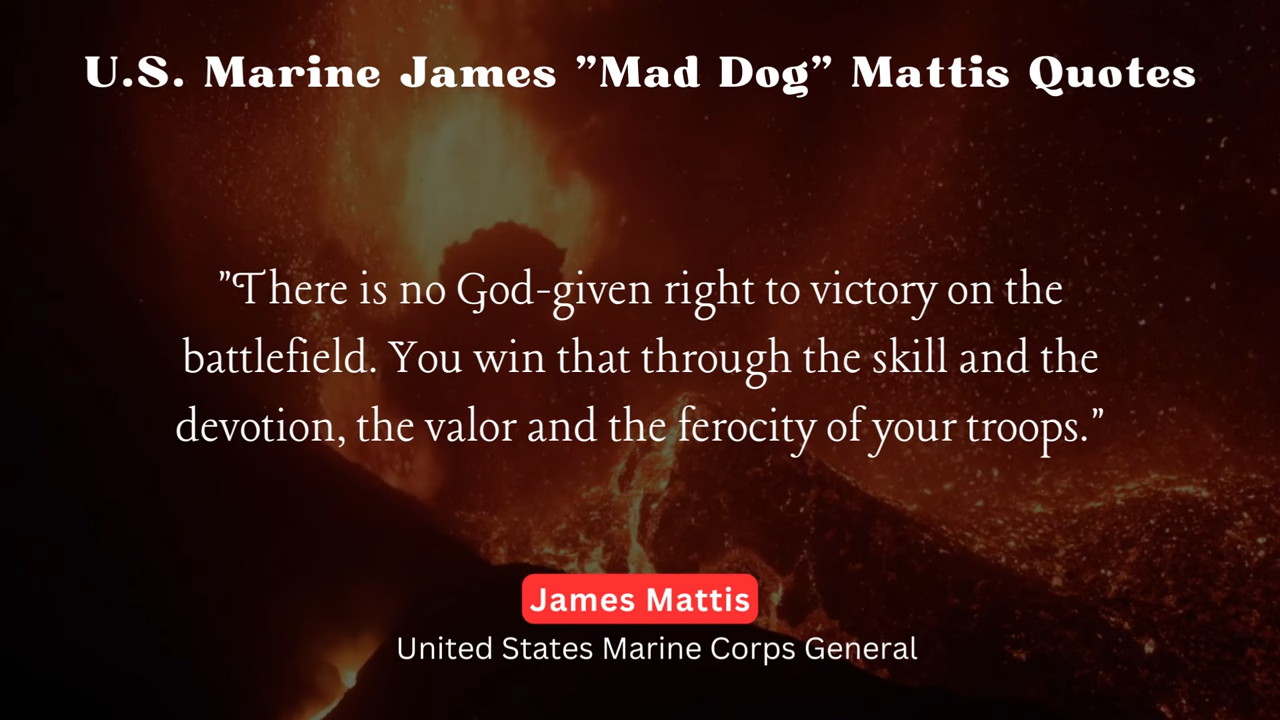 U.S. Marine James ”Mad Dog” Mattis Quotes
"There is no God-given right to victory on the
battlefield. You win that through the skill and the
devotion, the valor and the ferocity of your troops."
James Mattis
United States Marine Corps General